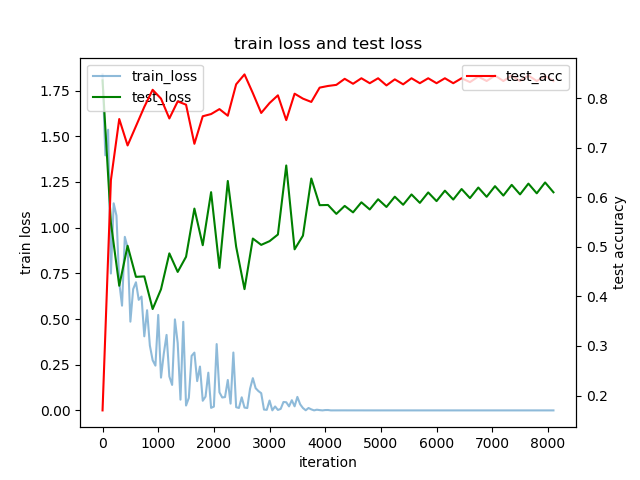 train loss and test loss
train_loss
test_loss
test_acc
1.75
1.50
1.25
1.00
0.75
0.50
0.25
0.00
train loss
0.8
0.7
0.6
0.5
0.4
0.3
0.2
test accuracy
0 1000 2000 3000 4000 5000 6000 7000 8000
iteration